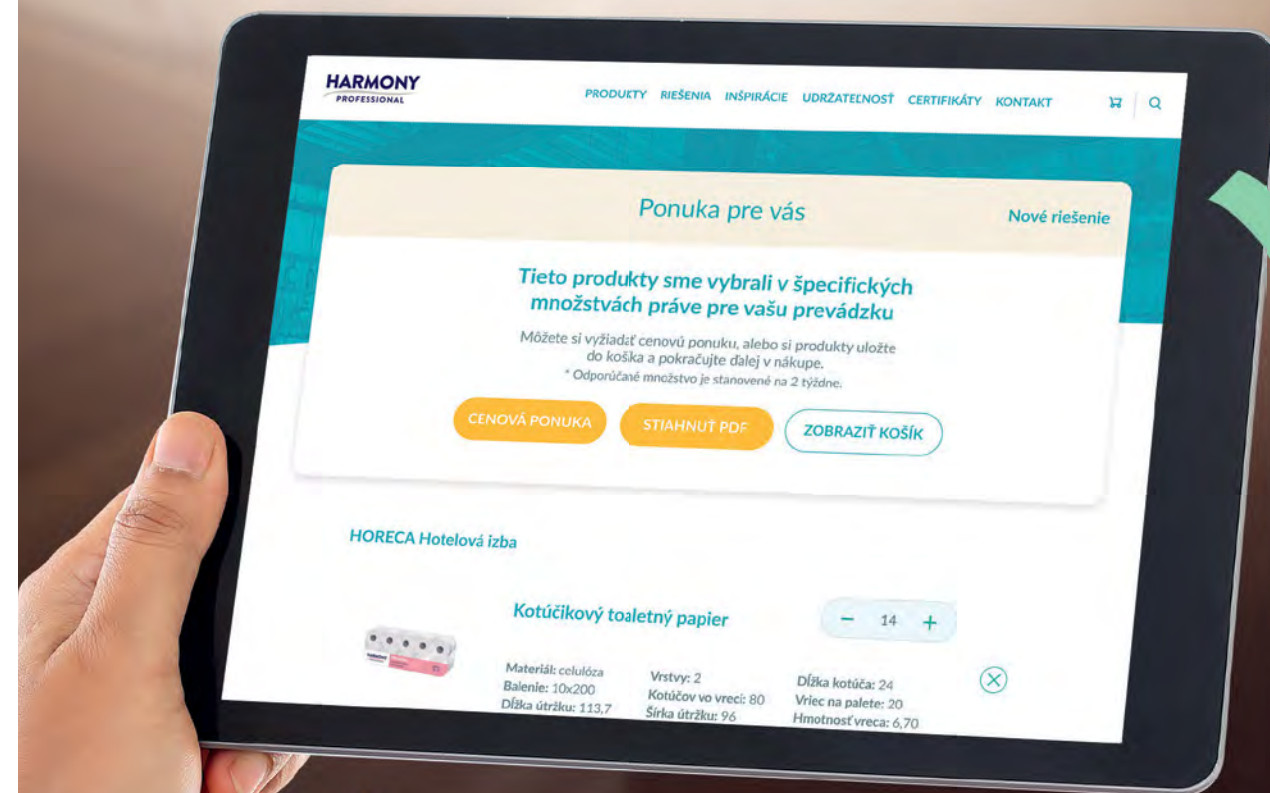 HARMONY
PROFESSIONAL
PRODUKTY RIEŠENIA INŠPIRÁCIE UDRŽATEĽNOSŤ CERTIFIKÁTY KONTAKT
Ponuka pre vás
Nové riešenie
Tieto produkty sme vybrali v špecifických
množstvách práve pre vašu prevádzku
Môžete si vyžiadať cenovú ponuku, alebo si produkty uložte
do košíka a pokračujte ďalej v nákupe.
* Odporúčané množstvo je stanovené na 2 týždne.
CENOVÁ PONUKA STIAHNUŤ PDF ZOBRAZIŤ KOŠÍK
HORECA Hotelová izba
Kotúčikový toaletný papier
− 14 +
Materiál: celulóza Vrstvy: 2 Dĺžka kotúča: 24
Balenie: 10x200 Kotúčov vo vreci: 80 Vriec na palete: 20
Dĺžka útržku: 113,7 Šírka útržku: 96 Hmotnosť vreca: 6,70